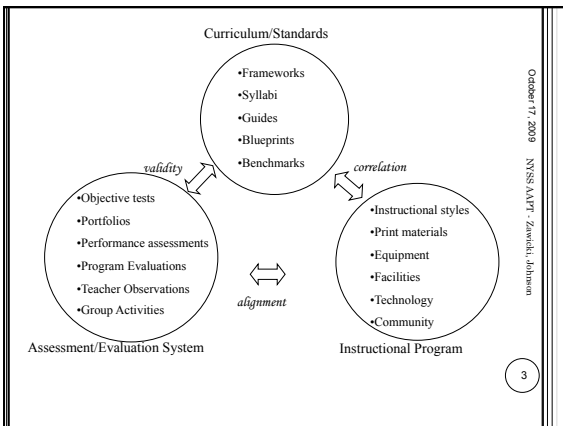 Curriculum/Standards
•Frameworks
•Syllabi
•Guides
•Blueprints
•Benchmarks
validity
correlation
•Objective tests
•Portfolios
•Performance assessments
•Program Evaluations
•Teacher Observations
•Group Activities
Assessment/Evaluation System
alignment
•Instructional styles
•Print materials
•Equipment
•Facilities
•Technology
•Community
Instructional Program
October 17, 2009 NYSS AAPT - Zawicki, Johnson
3